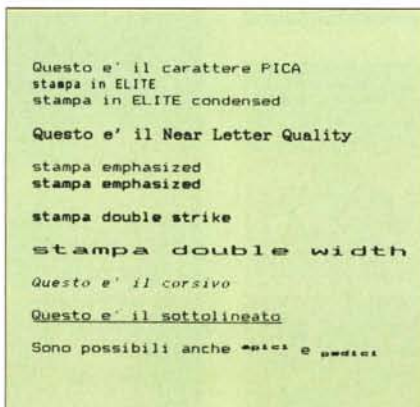 Questo e' il carattere PICA
stampa in ELITE
stampa in ELITE condensed
Questo e' il Near Letter Quality
stampa emphasized
stampa emphasized
stampa double strike
stampa double width
Questo e' il corsivo
Questo e' il sottolineato
Sono possibili anche apici e pedici